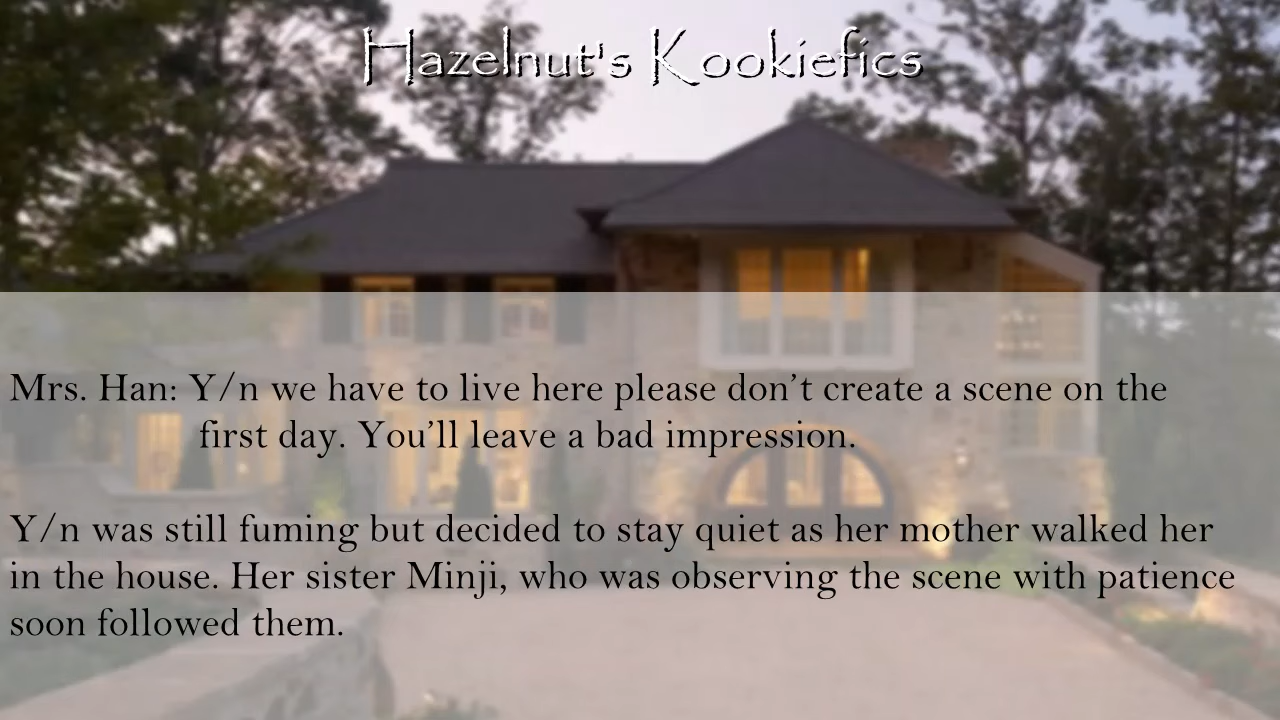 Hazelnut's Kookiefics
Mrs. Han: Y/n we have to live here please don’t create a scene on the
first day. You’ll leave a bad impression.
Y/n was still fuming but decided to stay quiet as her mother walked her
in the house. Her sister Minji, who was observing the scene with patience
soon followed them.